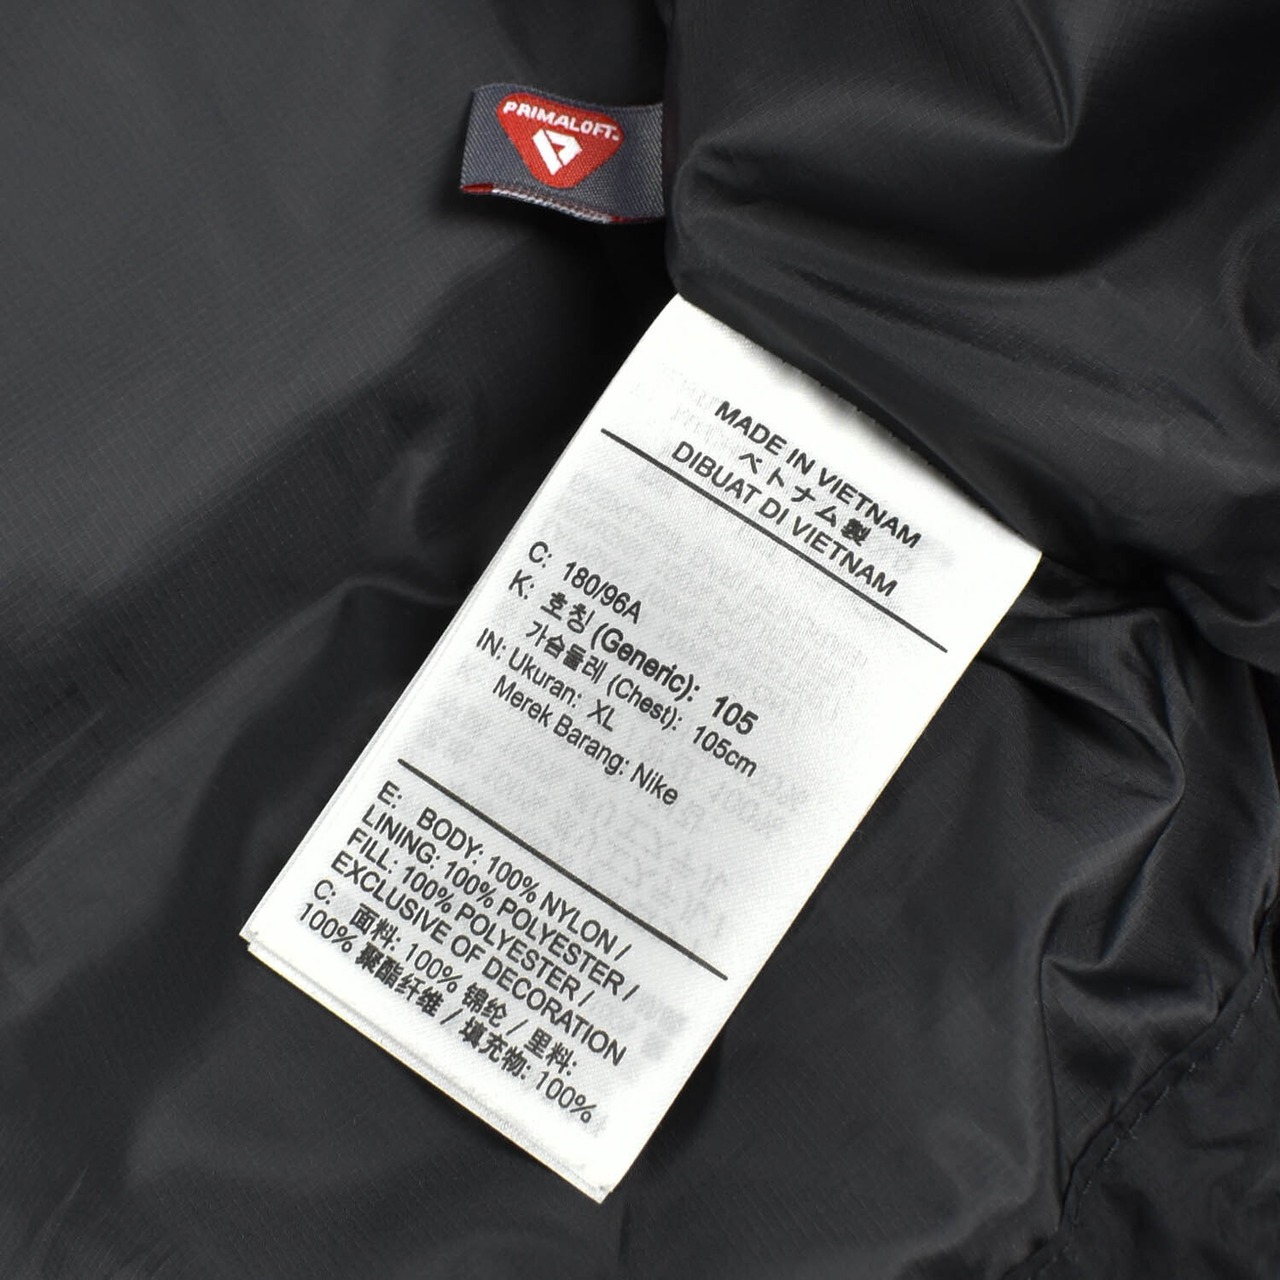 PRIMALOFT
MADE IN VIETNAM
ベトナム製
DIBUAT DI VIETNAM
C: 180/96A
K: 호칭 (Generic): 105
가슴둘레 (Chest): 105cm
IN: Ukuran: XL
Merek Barang: Nike
E: BODY: 100% NYLON /
LINING: 100% POLYESTER /
FILL: 100% POLYESTER /
EXCLUSIVE OF DECORATION
C: 面料: 100% 锦纶 / 里料:
100% 聚酯纤维 / 填充物: 100%